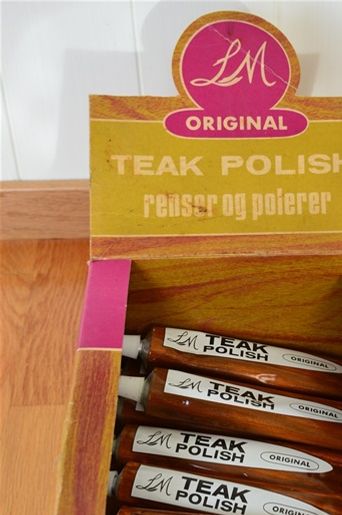 LM
ORIGINAL
TEAK POLISH
renser og polerer
LM TEAK POLISH ORIGINAL
LM TEAK POLISH ORIGINAL
LM TEAK POLISH ORIGINAL
LM TEAK POLISH